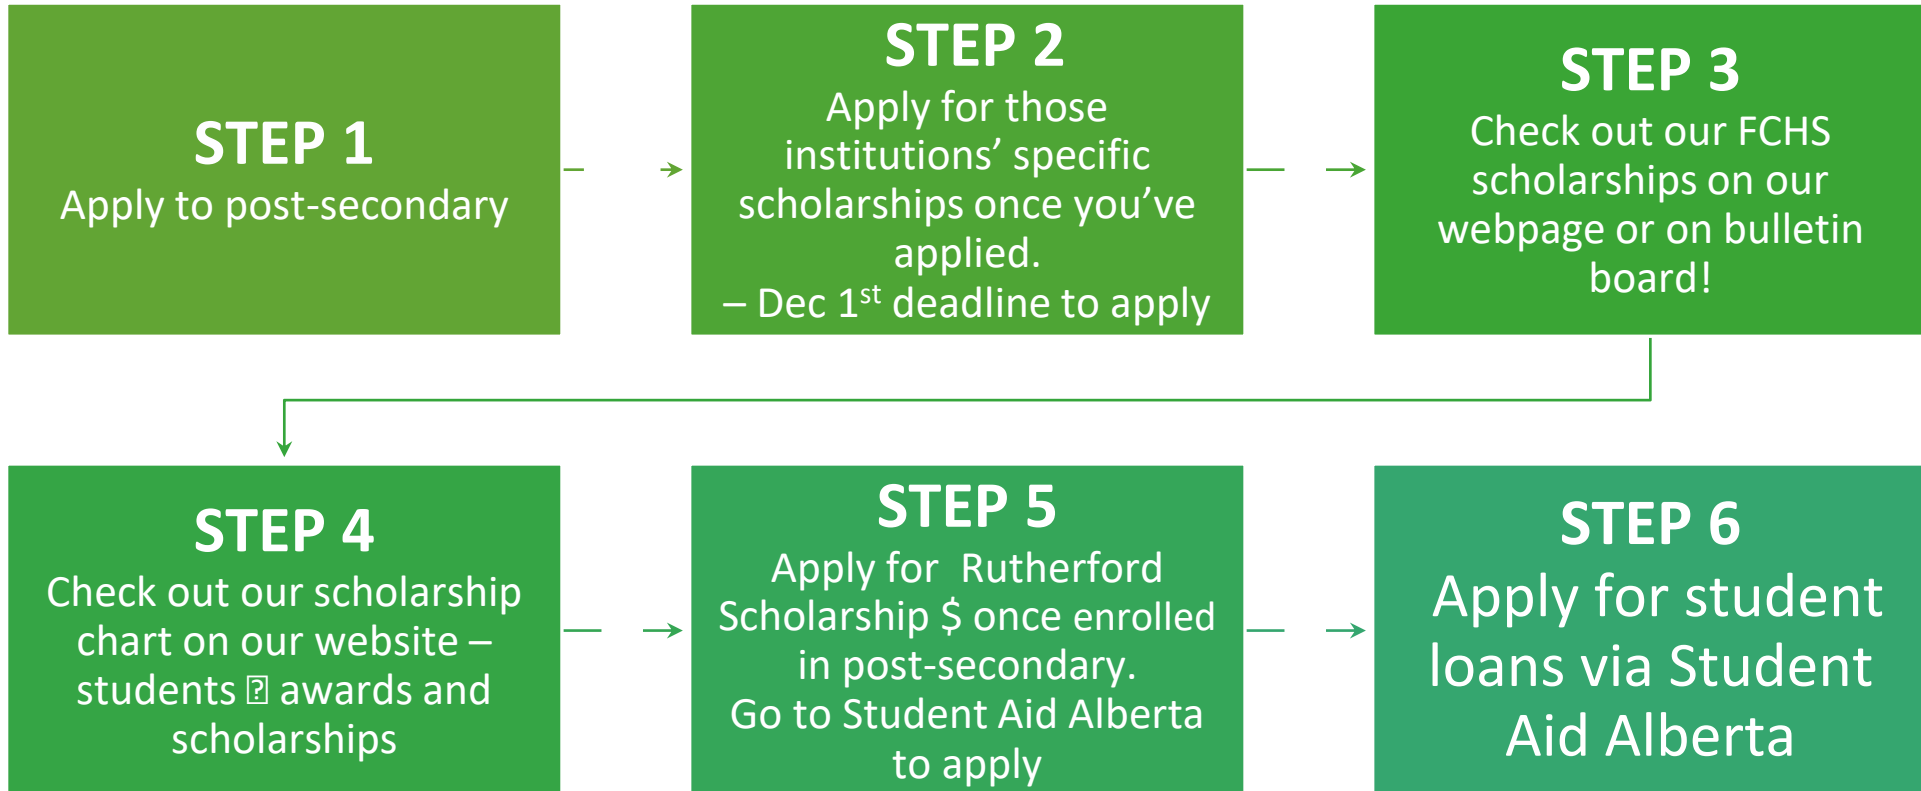 STEP 1
Apply to post-secondary
STEP 2
Apply for those
institutions’ specific
scholarships once you’ve
applied.
– Dec 1st deadline to apply
STEP 3
Check out our FCHS
scholarships on our
webpage or on bulletin
board!
STEP 4
Check out our scholarship
chart on our website –
students ⍰ awards and
scholarships
STEP 5
Apply for  Rutherford
Scholarship $ once enrolled
in post-secondary.
Go to Student Aid Alberta
to apply
STEP 6
Apply for student
loans via Student
Aid Alberta